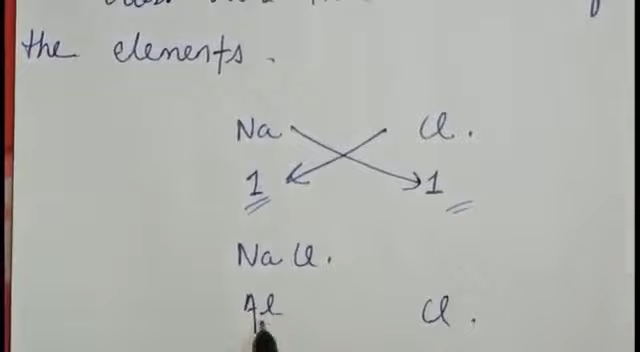 the elements.
Na Cl.
1 1
NaCl.
Al Cl.